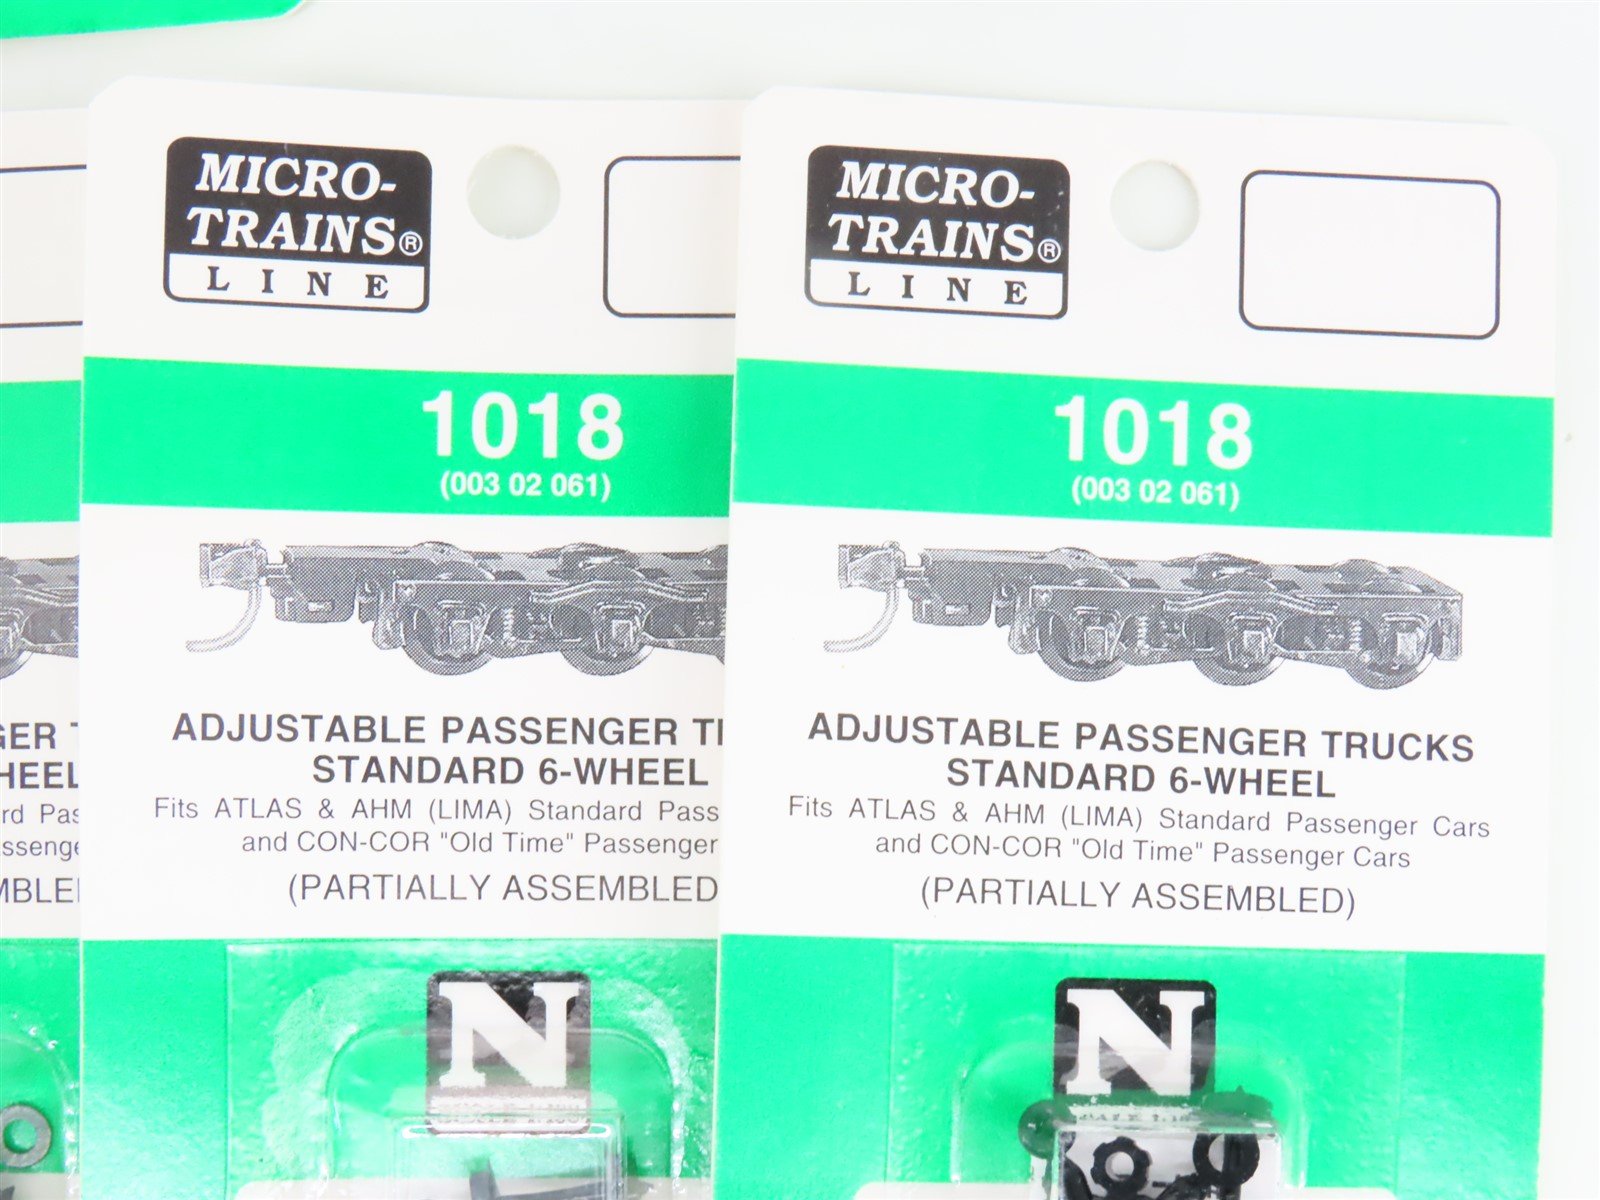 MICRO-
TRAINS®
LINE
1018
(003 02 061)
ADJUSTABLE PASSENGER
STANDARD 6-WHEEL
Fits ATLAS & AHM (LIMA) Standard
and CON-COR "Old Time" Passenger
(PARTIALLY ASSEMBLED
N
MICRO-
TRAINS®
LINE
1018
(003 02 061)
ADJUSTABLE PASSENGER TRUCKS
STANDARD 6-WHEEL
Fits ATLAS & AHM (LIMA) Standard Passenger Cars
and CON-COR "Old Time" Passenger Cars
(PARTIALLY ASSEMBLED)
N